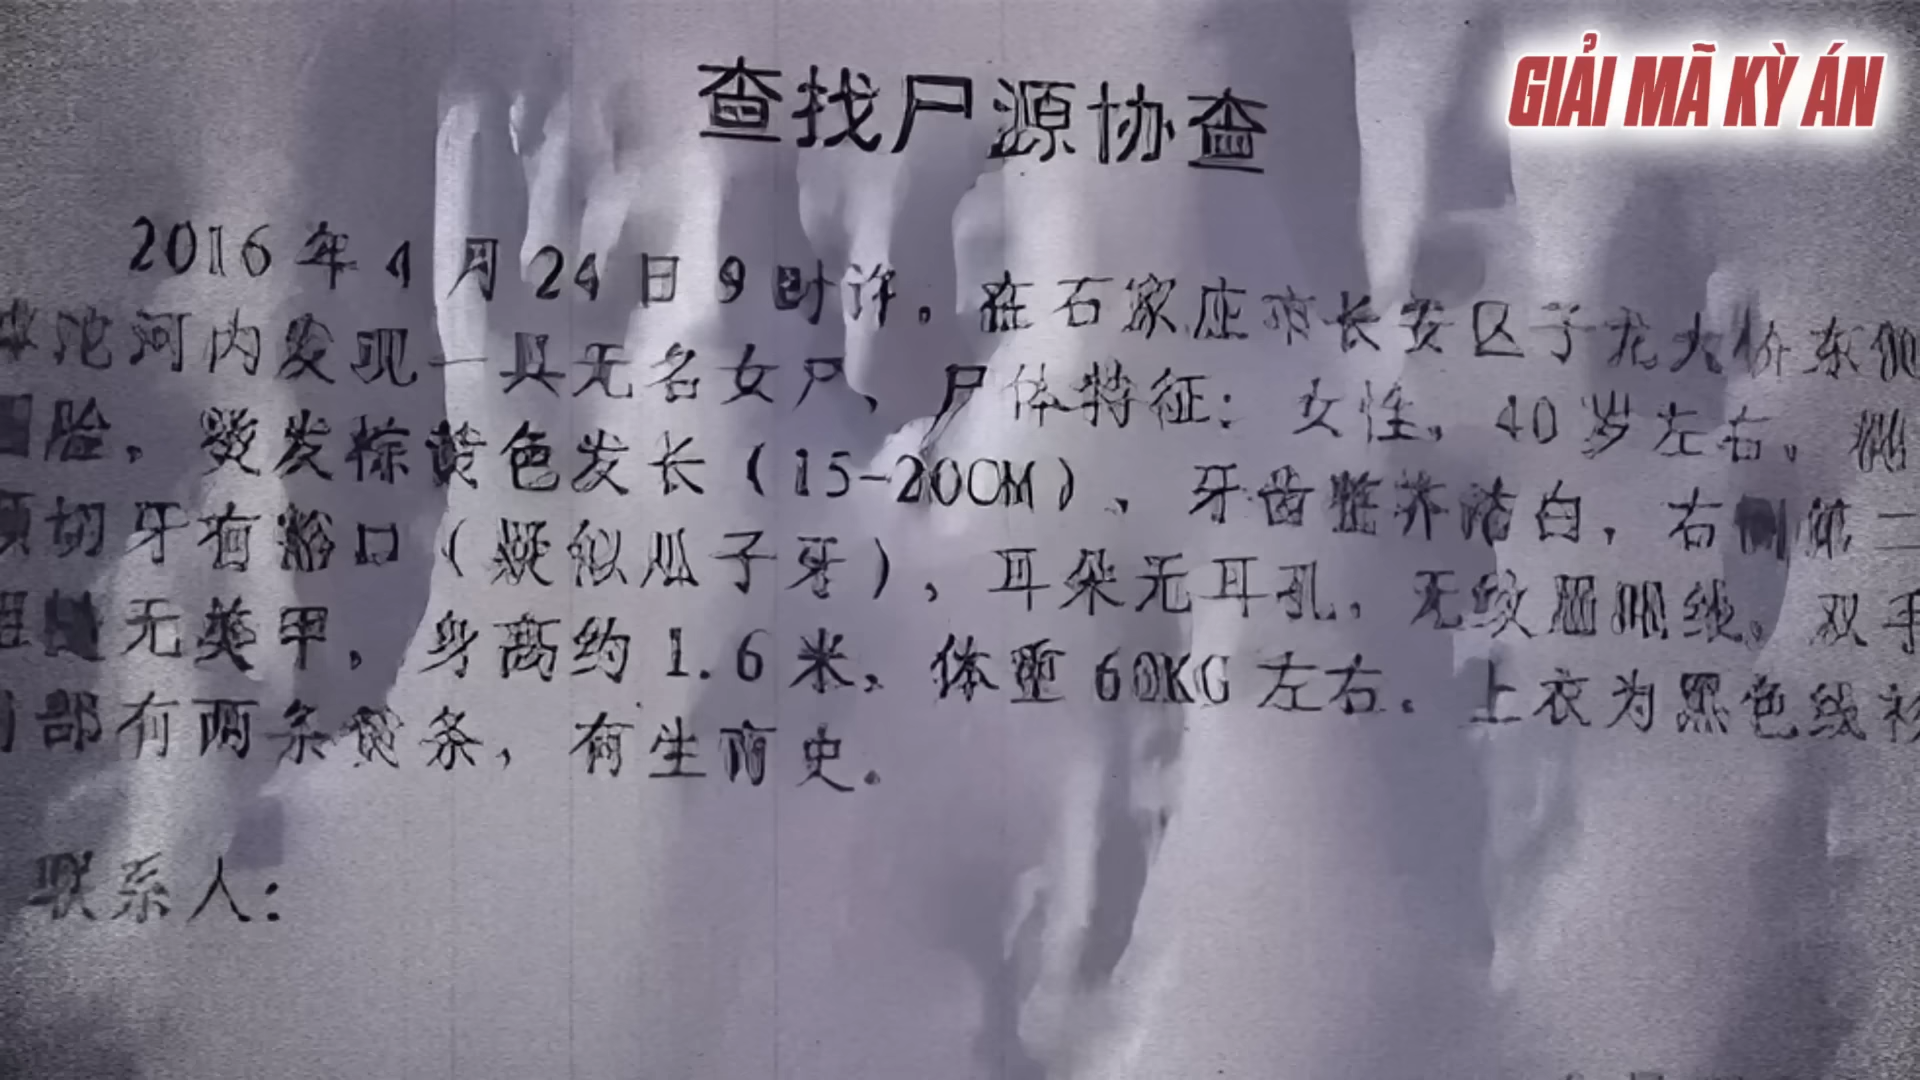 GIẢI MÃ KỲ ÁN
查找尸源协查
2016年4月24日9时许。在石家庄市长安区子龙大桥东侧
沱河内发现一具无名女尸、尸体特征：女性，40岁左右，
脸，发棕黄色发长（15-20CM）、牙齿整齐洁白，右侧第二
切牙有豁口（疑似瓜子牙），耳朵无耳孔，无纹眉眼线。双手
无美甲。身高约1.6米，体重60KG左右。上衣为黑色线衫
部有两条黄条，有生育史。
联系人：